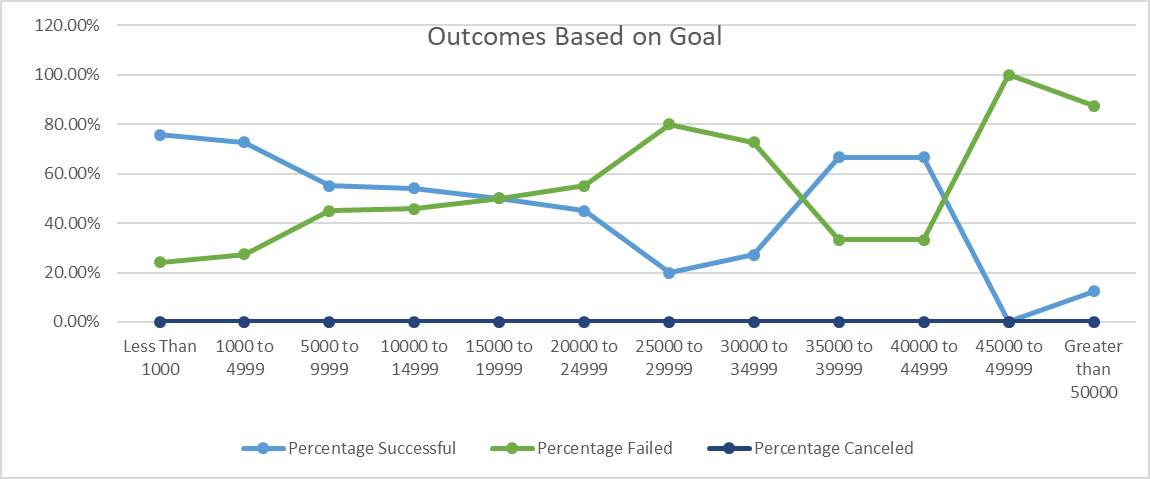 Outcomes Based on Goal
120.00%
100.00%
80.00%
60.00%
40.00%
20.00%
0.00%
Less Than
1000
1000 to
4999
5000 to
9999
10000 to
14999
15000 to
19999
20000 to
24999
25000 to
29999
30000 to
34999
35000 to
39999
40000 to
44999
45000 to
49999
Greater
than
50000
Percentage Successful
Percentage Failed
Percentage Canceled